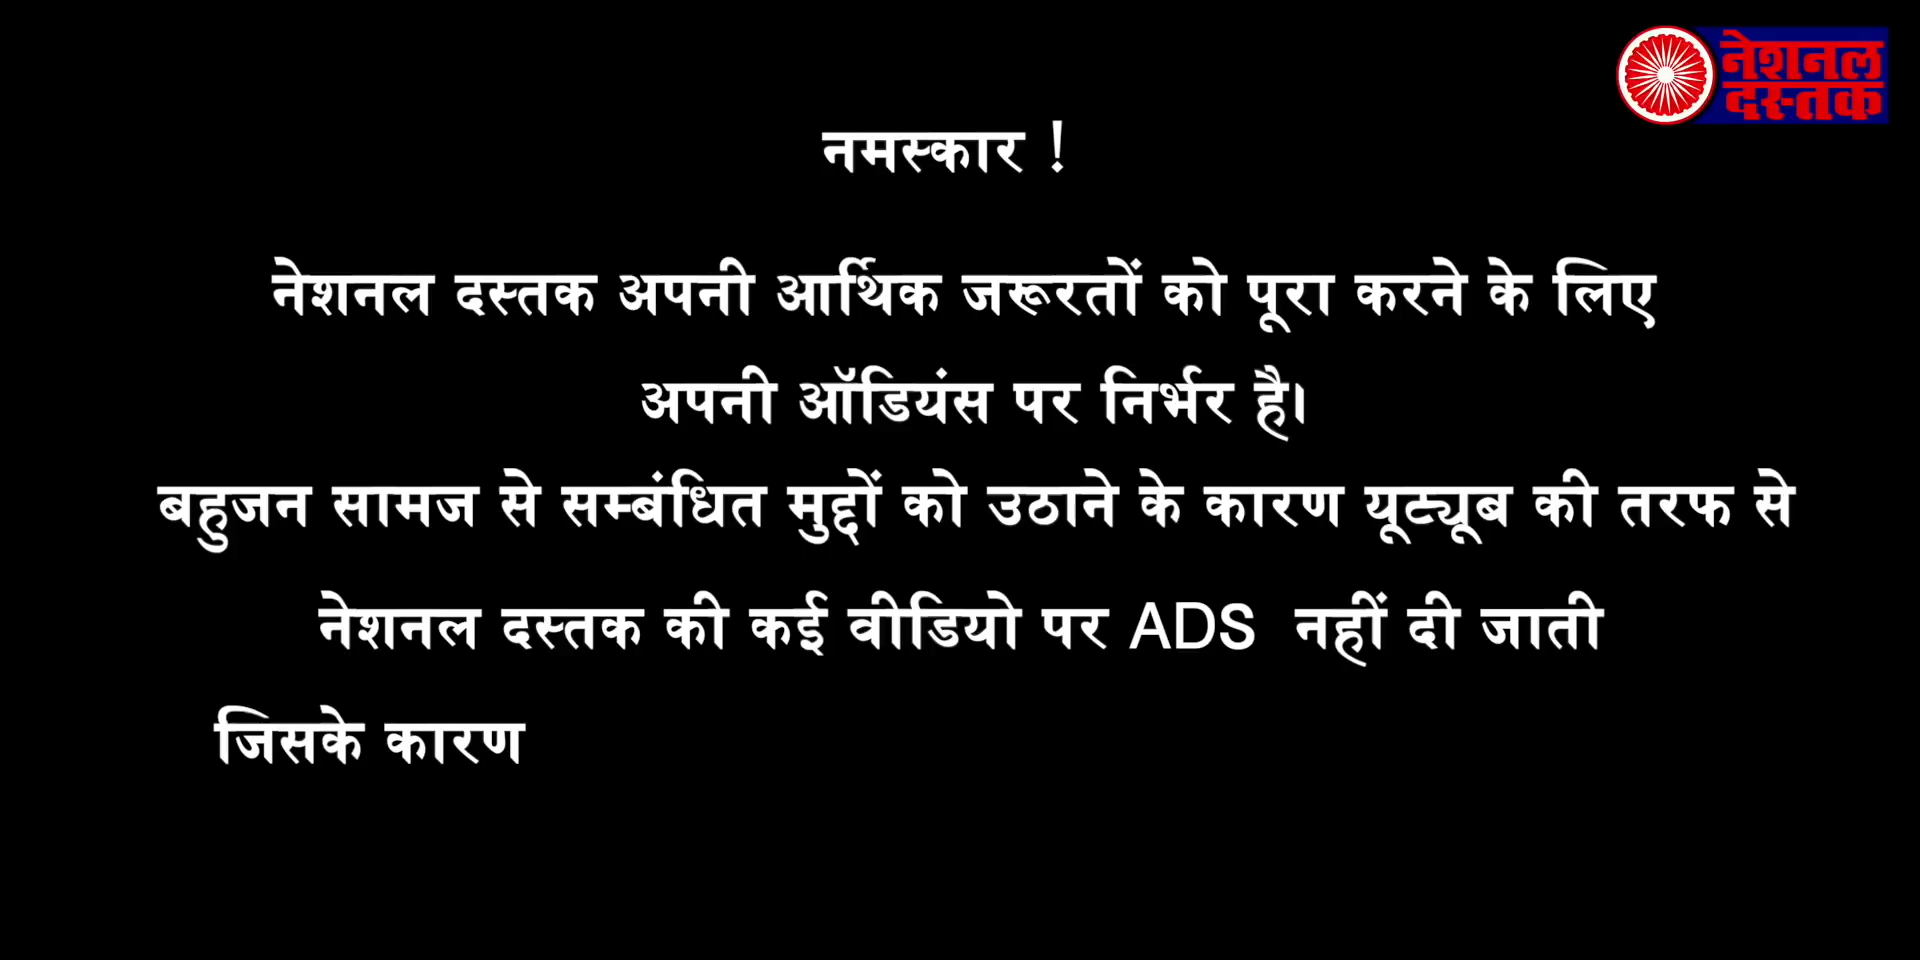 नेशनल
दस्तक
नमस्कार !
नेशनल दस्तक अपनी आर्थिक जरूरतों को पूरा करने के लिए
अपनी ऑडियंस पर निर्भर है।
बहुजन सामज से सम्बंधित मुद्दों को उठाने के कारण यूट्यूब की तरफ से
नेशनल दस्तक की कई वीडियो पर ADS नहीं दी जाती
जिसके कारण